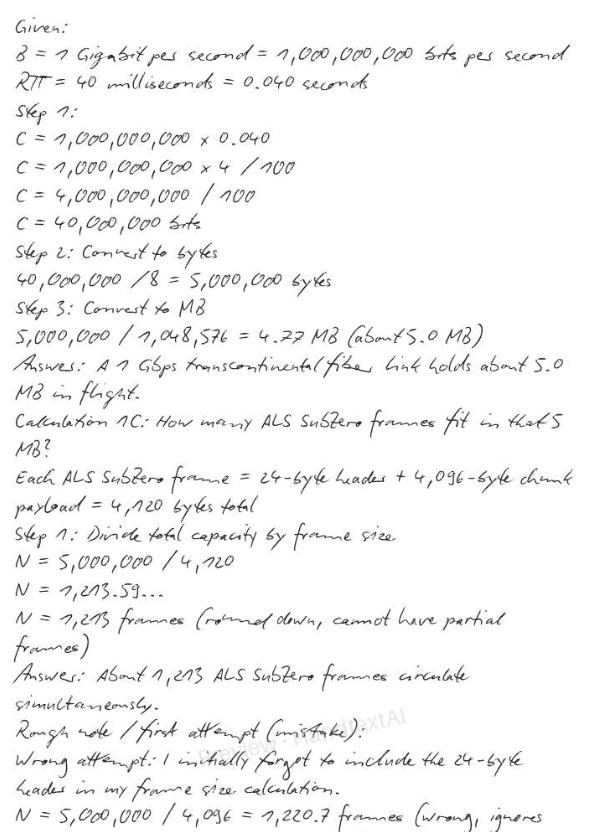 Given:
B = 1 Gigabit per second = 1,000,000,000 bits per second
RTT = 40 milliseconds = 0.040 seconds
Step 1:
C = 1,000,000,000 x 0.040
C = 1,000,000,000 x 4 / 100
C = 4,000,000,000 / 100
C = 40,000,000 bits
Step 2: Convert to bytes
40,000,000 / 8 = 5,000,000 bytes
Step 3: Convert to MB
5,000,000 / 1,048,576 = 4.77 MB (about 5.0 MB)
Answer: A 1 Gbps transcontinental fiber link holds about 5.0
MB in flight.
Calculation 1C: How many ALS SubZero frames fit in that 5
MB?
Each ALS SubZero frame = 24-byte header + 4,096-byte chunk
payload = 4,120 bytes total
Step 1: Divide total capacity by frame size
N = 5,000,000 / 4,120
N = 1,213.59...
N = 1,213 frames (round down, cannot have partial
frames)
Answer: About 1,213 ALS SubZero frames circulate
simultaneously.
Rough note / first attempt (mistake):
Preview · HandtextAI
Wrong attempt: I initially forgot to include the 24-byte
header in my frame size calculation.
N = 5,000,000 / 4,096 = 1,220.7 frames (wrong, ignores